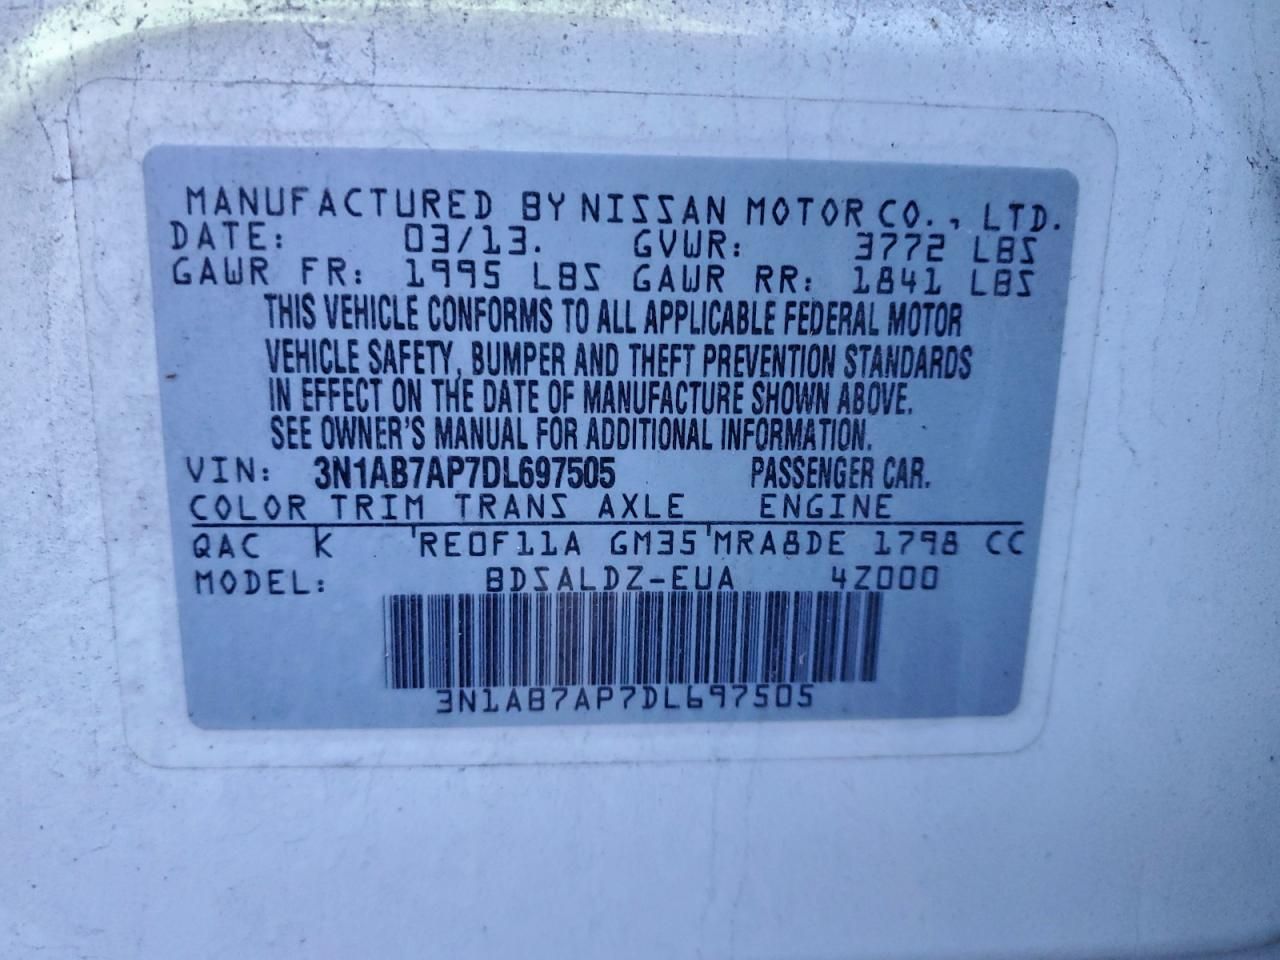 MANUFACTURED BY NISSAN MOTOR CO., LTD.
DATE: 03/13. GVWR: 3772 LBS
GAWR FR: 1995 LBS GAWR RR: 1841 LBS
THIS VEHICLE CONFORMS TO ALL APPLICABLE FEDERAL MOTOR
VEHICLE SAFETY, BUMPER AND THEFT PREVENTION STANDARDS
IN EFFECT ON THE DATE OF MANUFACTURE SHOWN ABOVE.
SEE OWNER'S MANUAL FOR ADDITIONAL INFORMATION.
VIN: 3N1AB7AP7DL697505 PASSENGER CAR.
COLOR TRIM TRANS AXLE ENGINE
QAC K 'RE0F11A GM35'MRA8DE 1798 CC
MODEL: BDSALDZ-EUA 4Z000
3N1AB7AP7DL697505